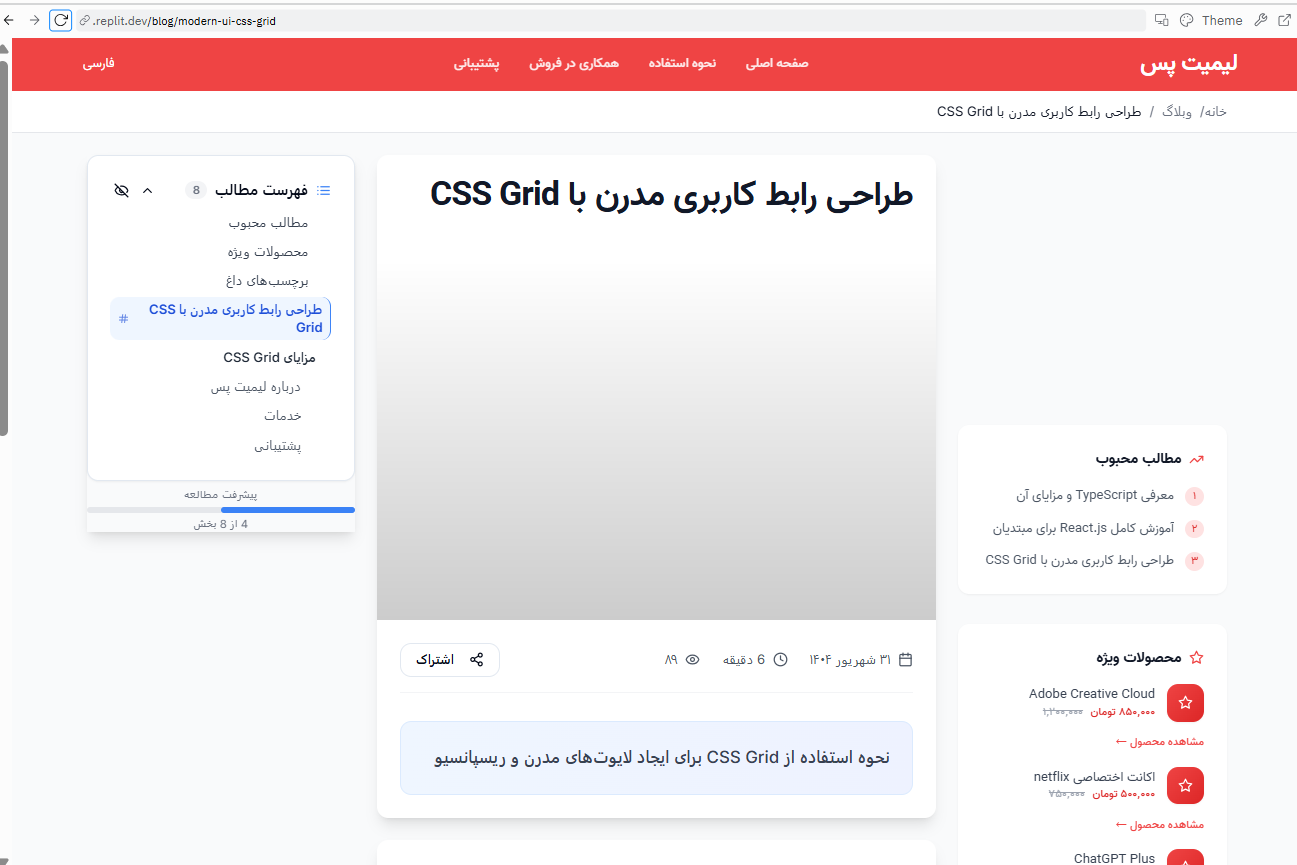 .replit.dev/blog/modern-ui-css-grid
Theme
لیمیت پس
صفحه اصلی
نحوه استفاده
همکاری در فروش
پشتیبانی
فارسی
خانه/ وبلاگ / طراحی رابط کاربری مدرن با CSS Grid
مطالب محبوب
۱ معرفی TypeScript و مزایای آن
۲ آموزش کامل React.js برای مبتدیان
۳ طراحی رابط کاربری مدرن با CSS Grid
محصولات ویژه
Adobe Creative Cloud
۸۵۰,۰۰۰ تومان ۱,۲۰۰,۰۰۰
مشاهده محصول ←
اکانت اختصاصی netflix
۵۰۰,۰۰۰ تومان ۷۵۰,۰۰۰
مشاهده محصول ←
ChatGPT Plus
طراحی رابط کاربری مدرن با CSS Grid
۳۱ شهریور ۱۴۰۴
6 دقیقه
۸۹
اشتراک
نحوه استفاده از CSS Grid برای ایجاد لایوت‌های مدرن و ریسپانسیو
فهرست مطالب 8
مطالب محبوب
محصولات ویژه
برچسب‌های داغ
طراحی رابط کاربری مدرن با CSS
Grid
#
مزایای CSS Grid
درباره لیمیت پس
خدمات
پشتیبانی
پیشرفت مطالعه
4 از 8 بخش